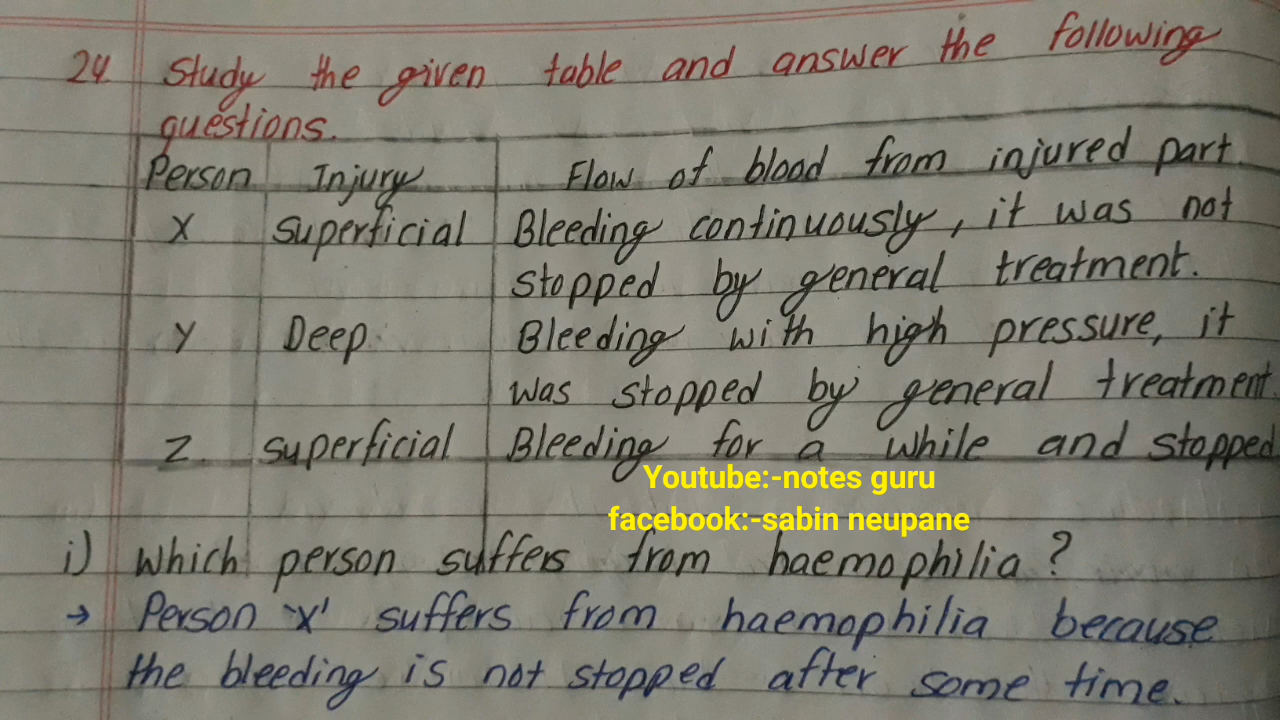 24 Study the given table and answer the following
questions.
Person Injury Flow of blood from injured part
X Superficial Bleeding continuously, it was not
stopped by general treatment.
Y Deep. Bleeding with high pressure, it
was stopped by general treatment.
Z. superficial Bleeding for a while and stopped
Youtube:-notes guru
facebook:-sabin neupane
i) Which person suffers from haemophilia?
→ Person 'X' suffers from haemophilia because
the bleeding is not stopped after some time.